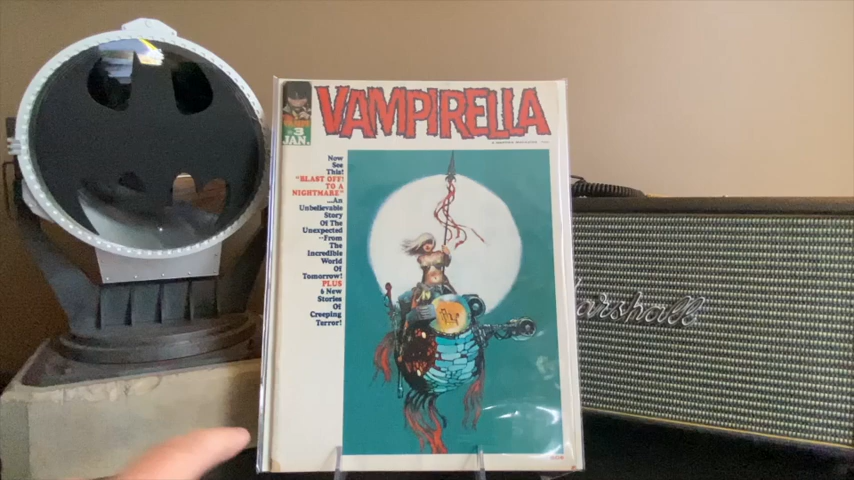 VAMPIRELLA
3
JAN.
Now
See
This!
"BLAST OFF!
TO A
NIGHTMARE"
...An
Unbelievable
Story
Of The
Unexpected
--From
The
Incredible
World
Of
Tomorrow!
PLUS
6 New
Stories
Of
Creeping
Terror!
Marshall